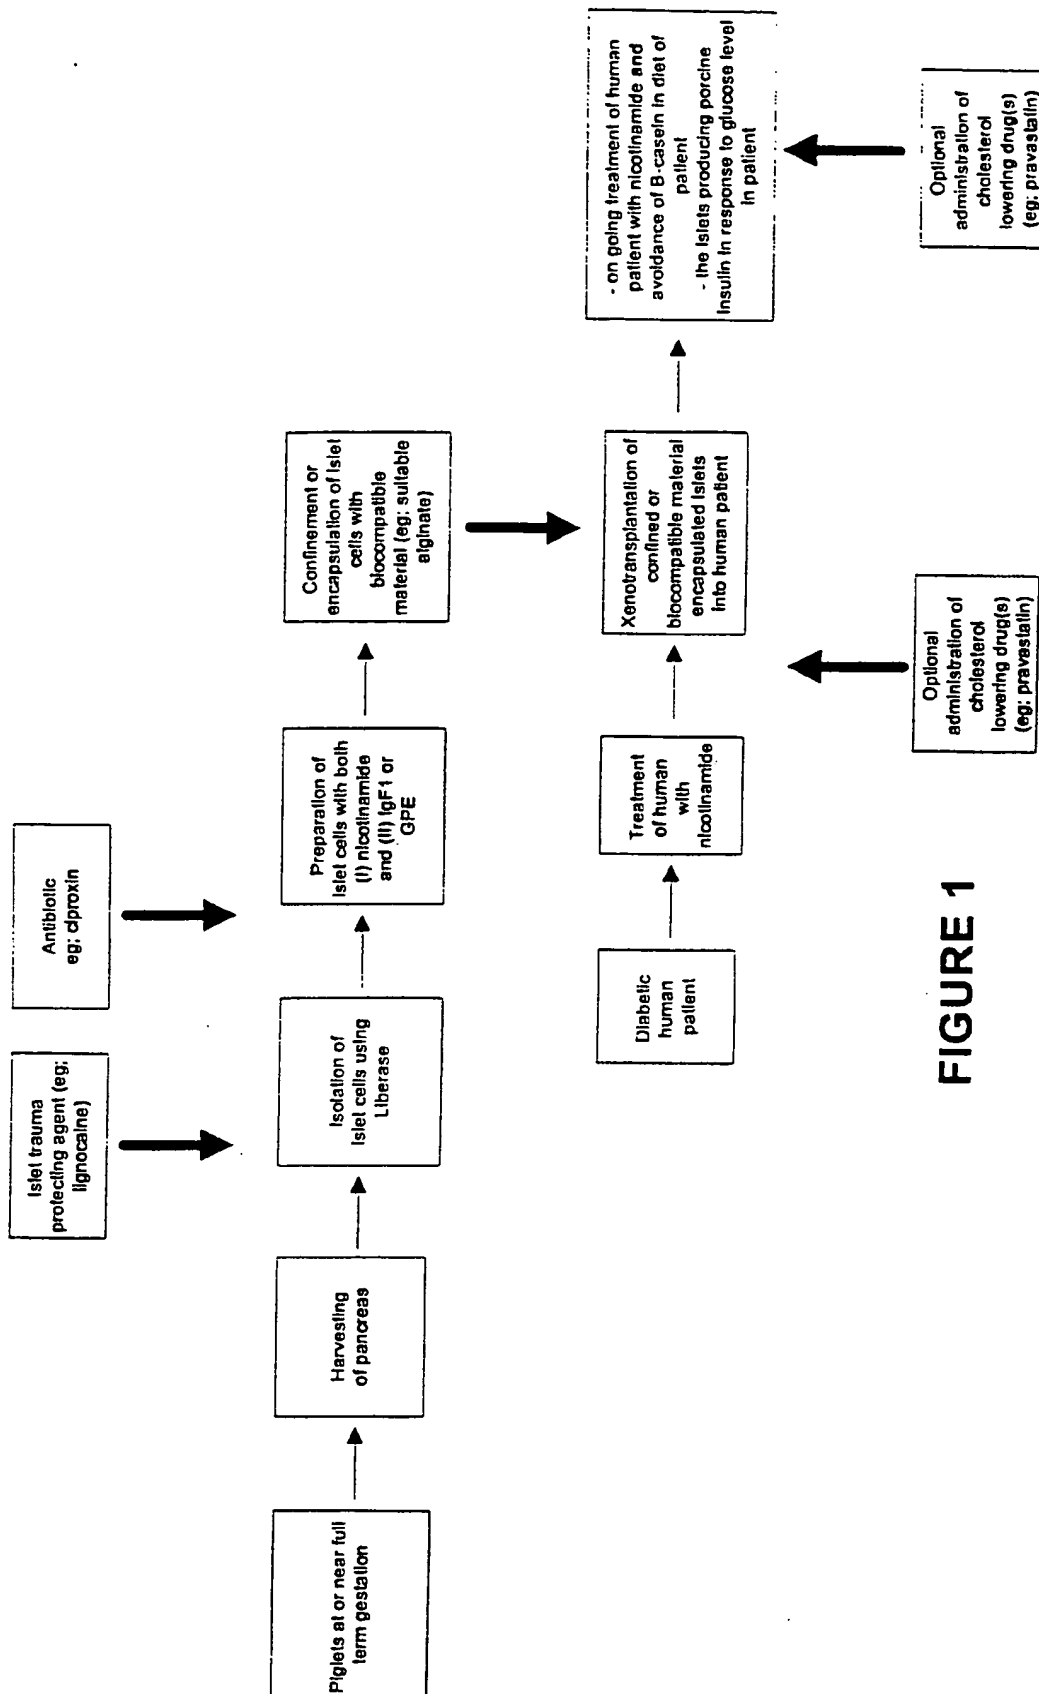 Islet trauma
protecting agent (eg;
lignocaine)
Antibiotic
eg; ciproxin
Piglets at or near full
term gestation
Harvesting
of pancreas
Isolation of
Islet cells using
Liberase
Preparation of
Islet cells with both
(I) nicotinamide
and (II) IgF1 or
GPE
Confinement or
encapsulation of Islet
cells with
biocompatible
material (eg; suitable
alginate)
Diabetic
human
patient
Treatment
of human
with
nicotinamide
Xenotransplantation of
confined or
biocompatible material
encapsulated Islets
into human patient
- on going treatment of human
patient with nicotinamide and
avoidance of B-casein in diet of
patient
- the Islets producing porcine
Insulin in response to glucose level
in patient
Optional
administration of
cholesterol
lowering drug(s)
(eg; pravastatin)
Optional
administration of
cholesterol
lowering drug(s)
(eg; pravastatin)
FIGURE 1